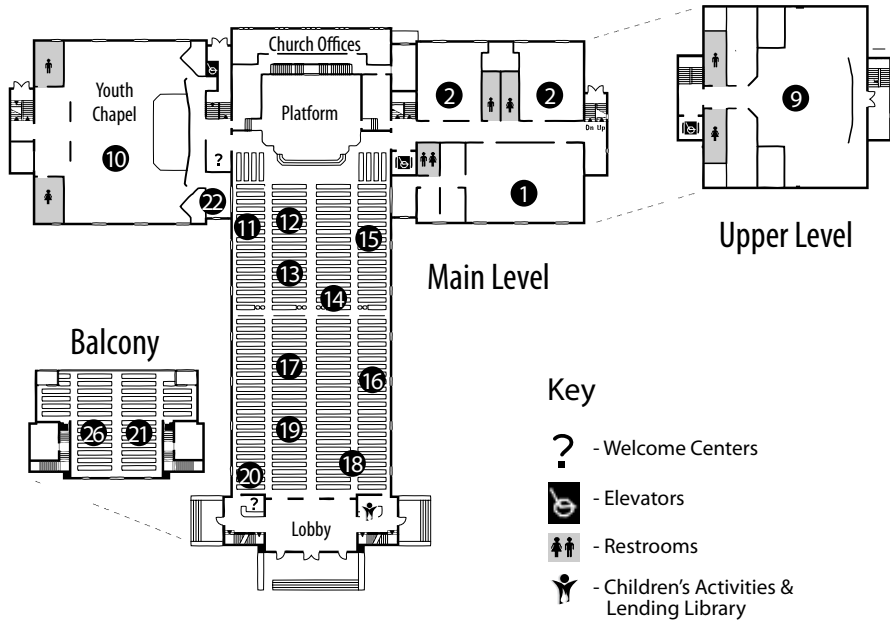 Church Offices
Youth
Chapel
Platform
2
2
9
10
?
Dn Up
1
22
11
12
15
Upper Level
13
Main Level
14
Balcony
17
16
Key
26
21
19
? - Welcome Centers
18
20
- Elevators
?
Lobby
- Restrooms
- Children's Activities &
Lending Library